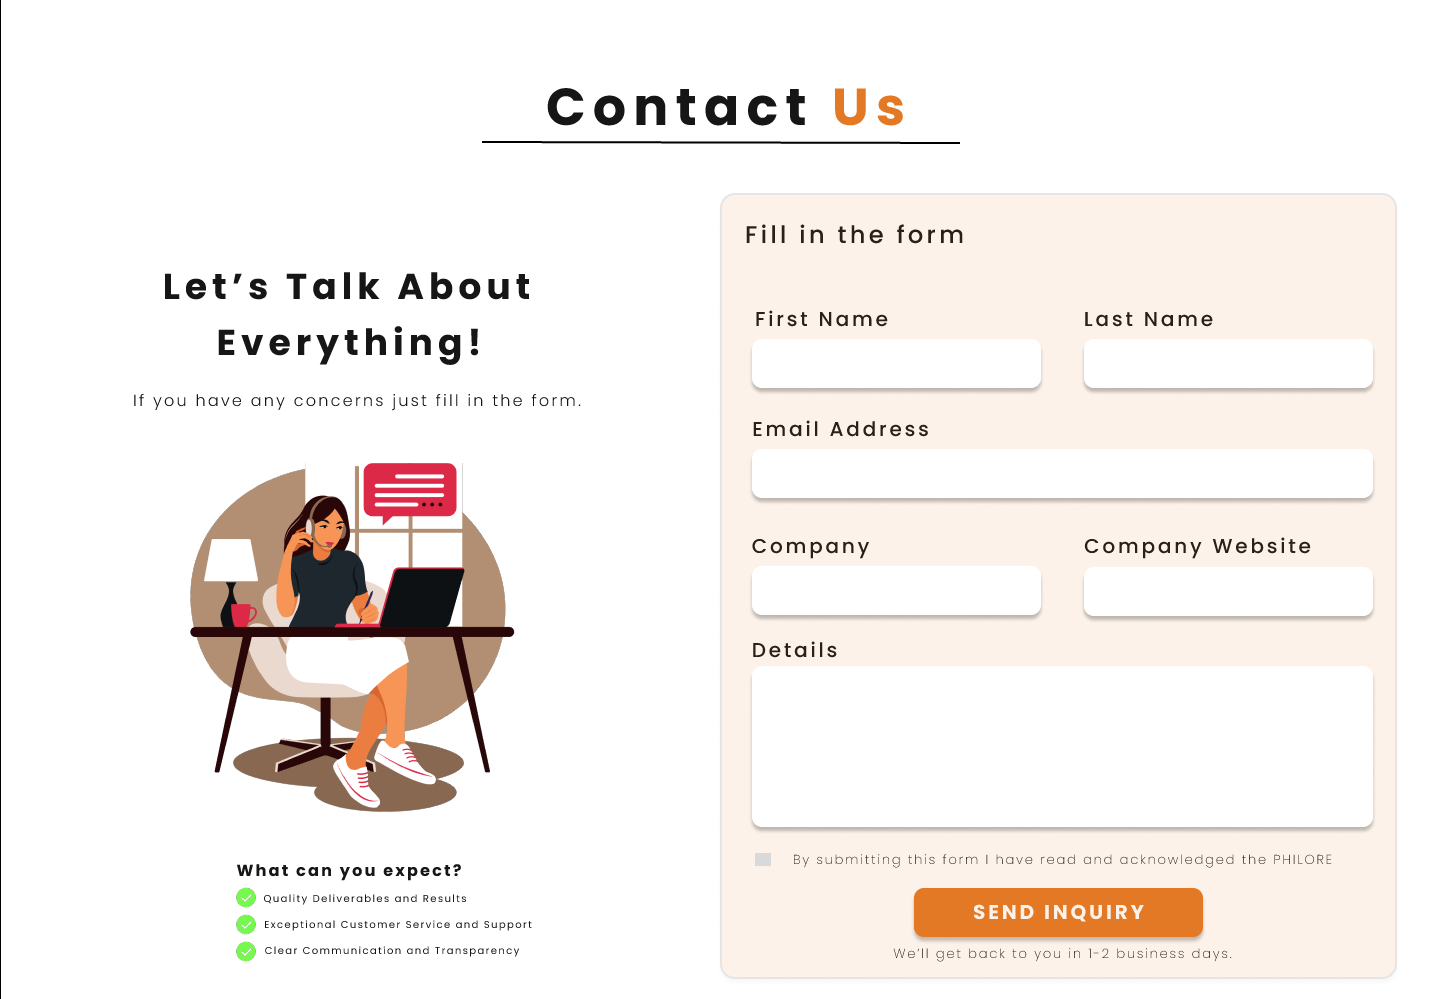 Contact Us
Let’s Talk About
Everything!
If you have any concerns just fill in the form.
What can you expect?
Quality Deliverables and Results
Exceptional Customer Service and Support
Clear Communication and Transparency
Fill in the form
First Name
Last Name
Email Address
Company
Company Website
Details
By submitting this form I have read and acknowledged the PHILORE
SEND INQUIRY
We’ll get back to you in 1-2 business days.